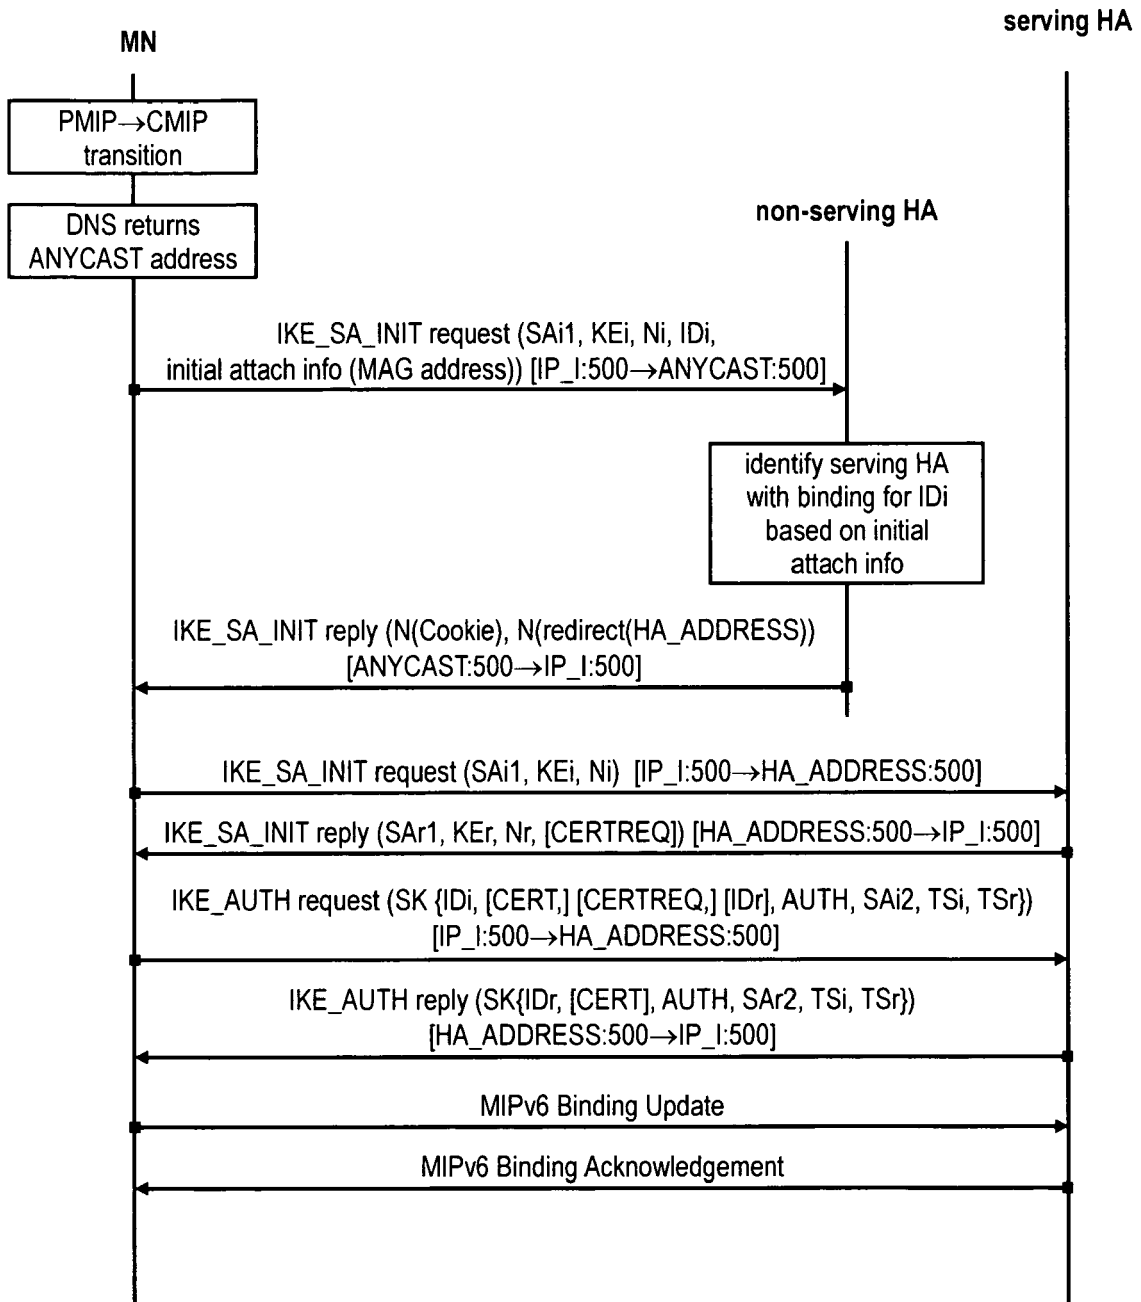 serving HA
MN
PMIP→CMIP
transition
DNS returns
ANYCAST address
non-serving HA
IKE_SA_INIT request (SAi1, KEi, Ni, IDi,
initial attach info (MAG address)) [IP_I:500→ANYCAST:500]
identify serving HA
with binding for IDi
based on initial
attach info
IKE_SA_INIT reply (N(Cookie), N(redirect(HA_ADDRESS))
[ANYCAST:500→IP_I:500]
IKE_SA_INIT request (SAi1, KEi, Ni) [IP_I:500→HA_ADDRESS:500]
IKE_SA_INIT reply (SAr1, KEr, Nr, [CERTREQ]) [HA_ADDRESS:500→IP_I:500]
IKE_AUTH request (SK {IDi, [CERT,] [CERTREQ,] [IDr], AUTH, SAi2, TSi, TSr})
[IP_I:500→HA_ADDRESS:500]
IKE_AUTH reply (SK{IDr, [CERT], AUTH, SAr2, TSi, TSr})
[HA_ADDRESS:500→IP_I:500]
MIPv6 Binding Update
MIPv6 Binding Acknowledgement